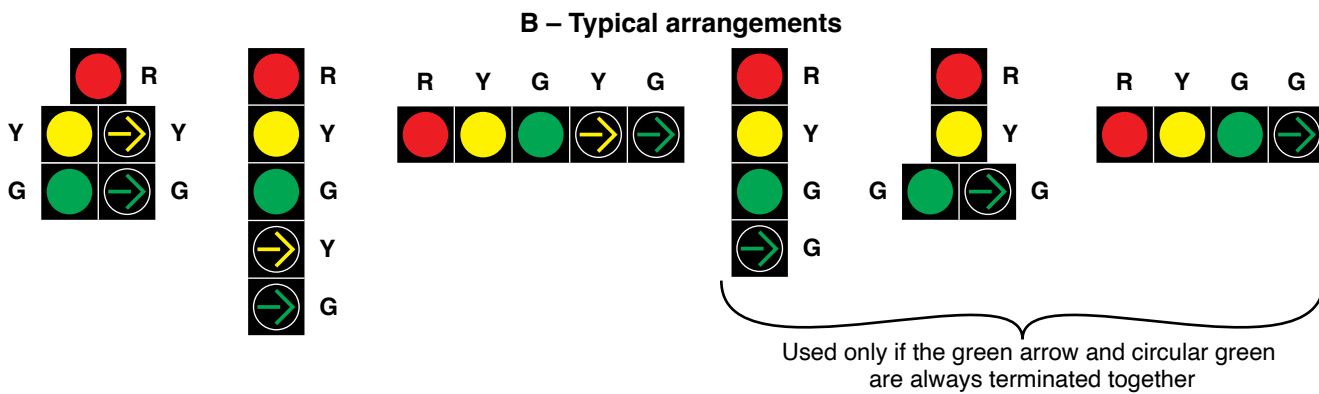 B – Typical arrangements
R
Y Y
G G
R
Y
G
Y
G
R Y G Y G
R
Y
G
G
R
Y
G G
R Y G G
Used only if the green arrow and circular green
are always terminated together